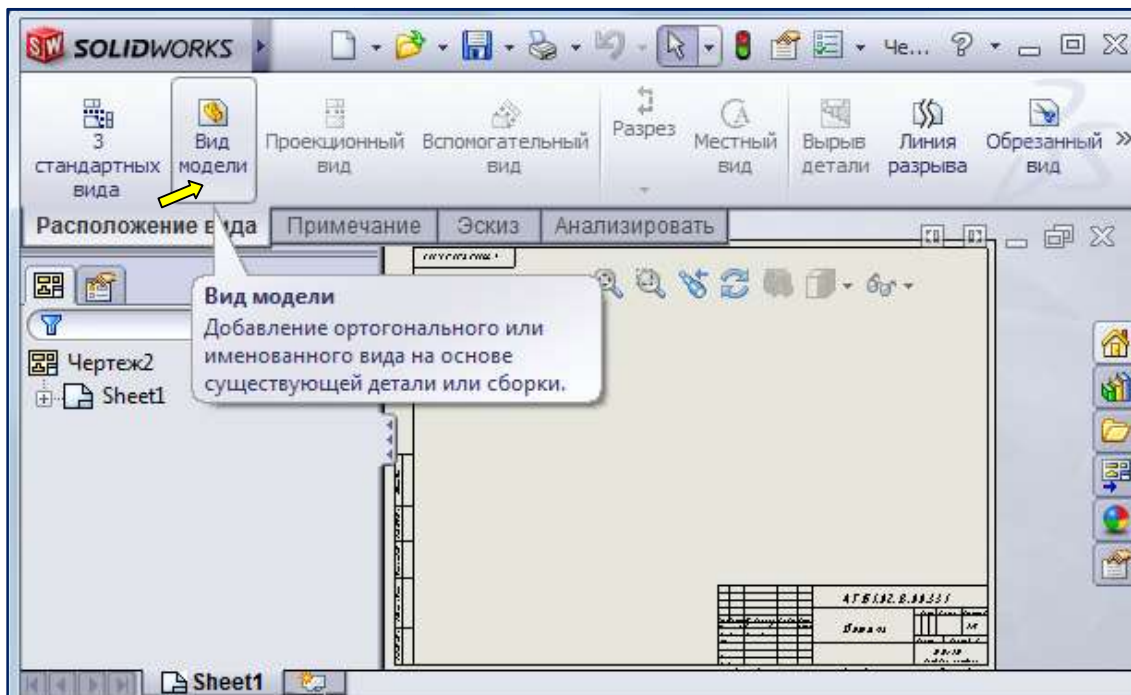 SW SOLIDWORKS
Че...
3 стандартных вида
Вид модели
Проекционный вид
Вспомогательный вид
Разрез
Местный вид
Вырыв детали
Линия разрыва
Обрезанный вид
Расположение вида
Примечание
Эскиз
Анализировать
Вид модели
Добавление ортогонального или
именованного вида на основе
существующей детали или сборки.
Чертеж2
Sheet1
Sheet1